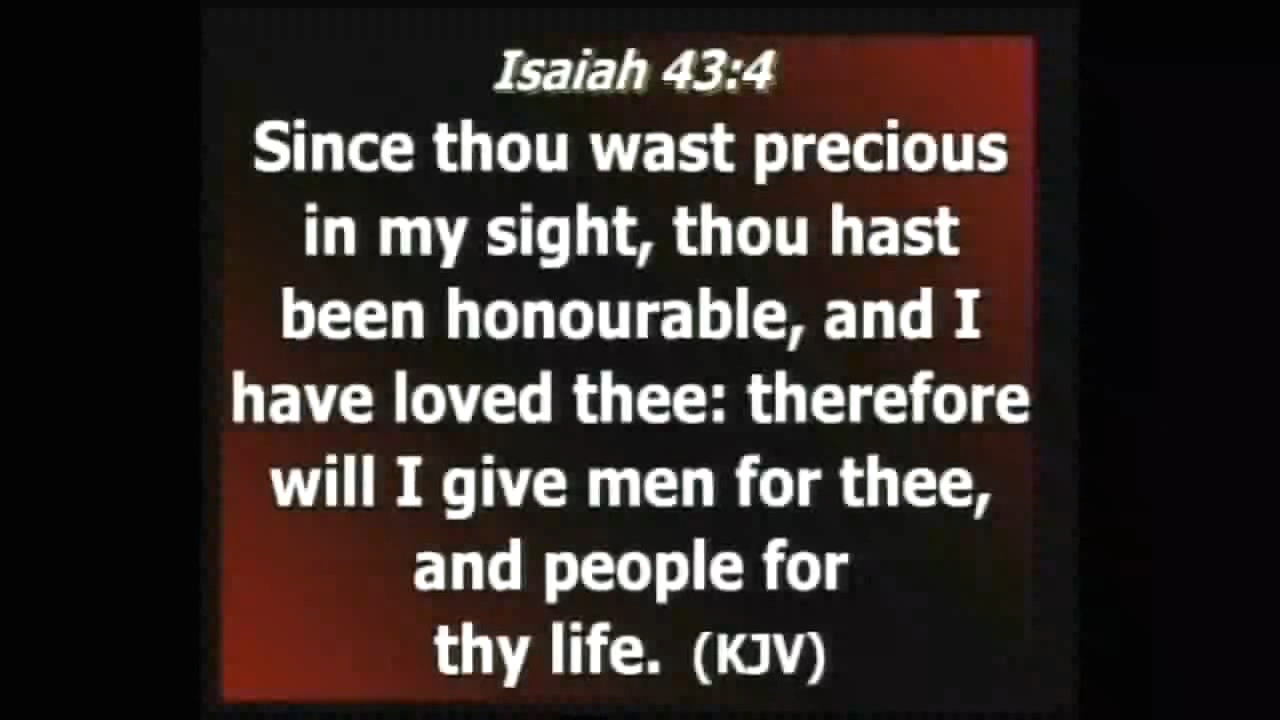 Isaiah 43:4
Since thou wast precious
in my sight, thou hast
been honourable, and I
have loved thee: therefore
will I give men for thee,
and people for
thy life. (KJV)